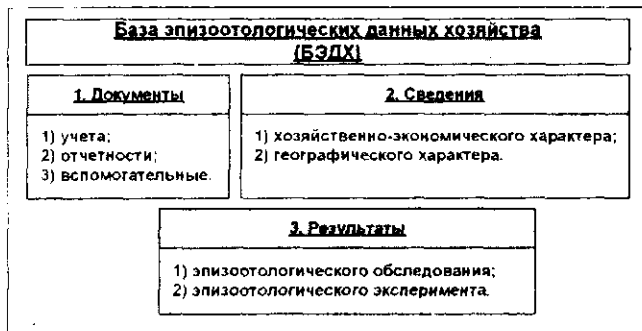 База эпизоотологических данных хозяйства
(БЭДХ)
1. Документы
1) учета;
2) отчетности;
3) вспомогательные.
2. Сведения
1) хозяйственно-экономического характера;
2) географического характера.
3. Результаты
1) эпизоотологического обследования;
2) эпизоотологического эксперимента.